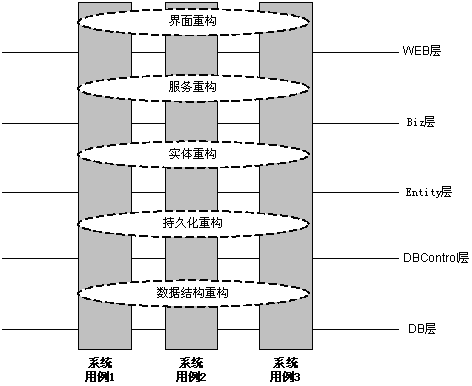 界面重构
WEB层
服务重构
Biz层
实体重构
Entity层
持久化重构
DBControl层
数据结构重构
DB层
系统 系统 系统
用例1 用例2 用例3